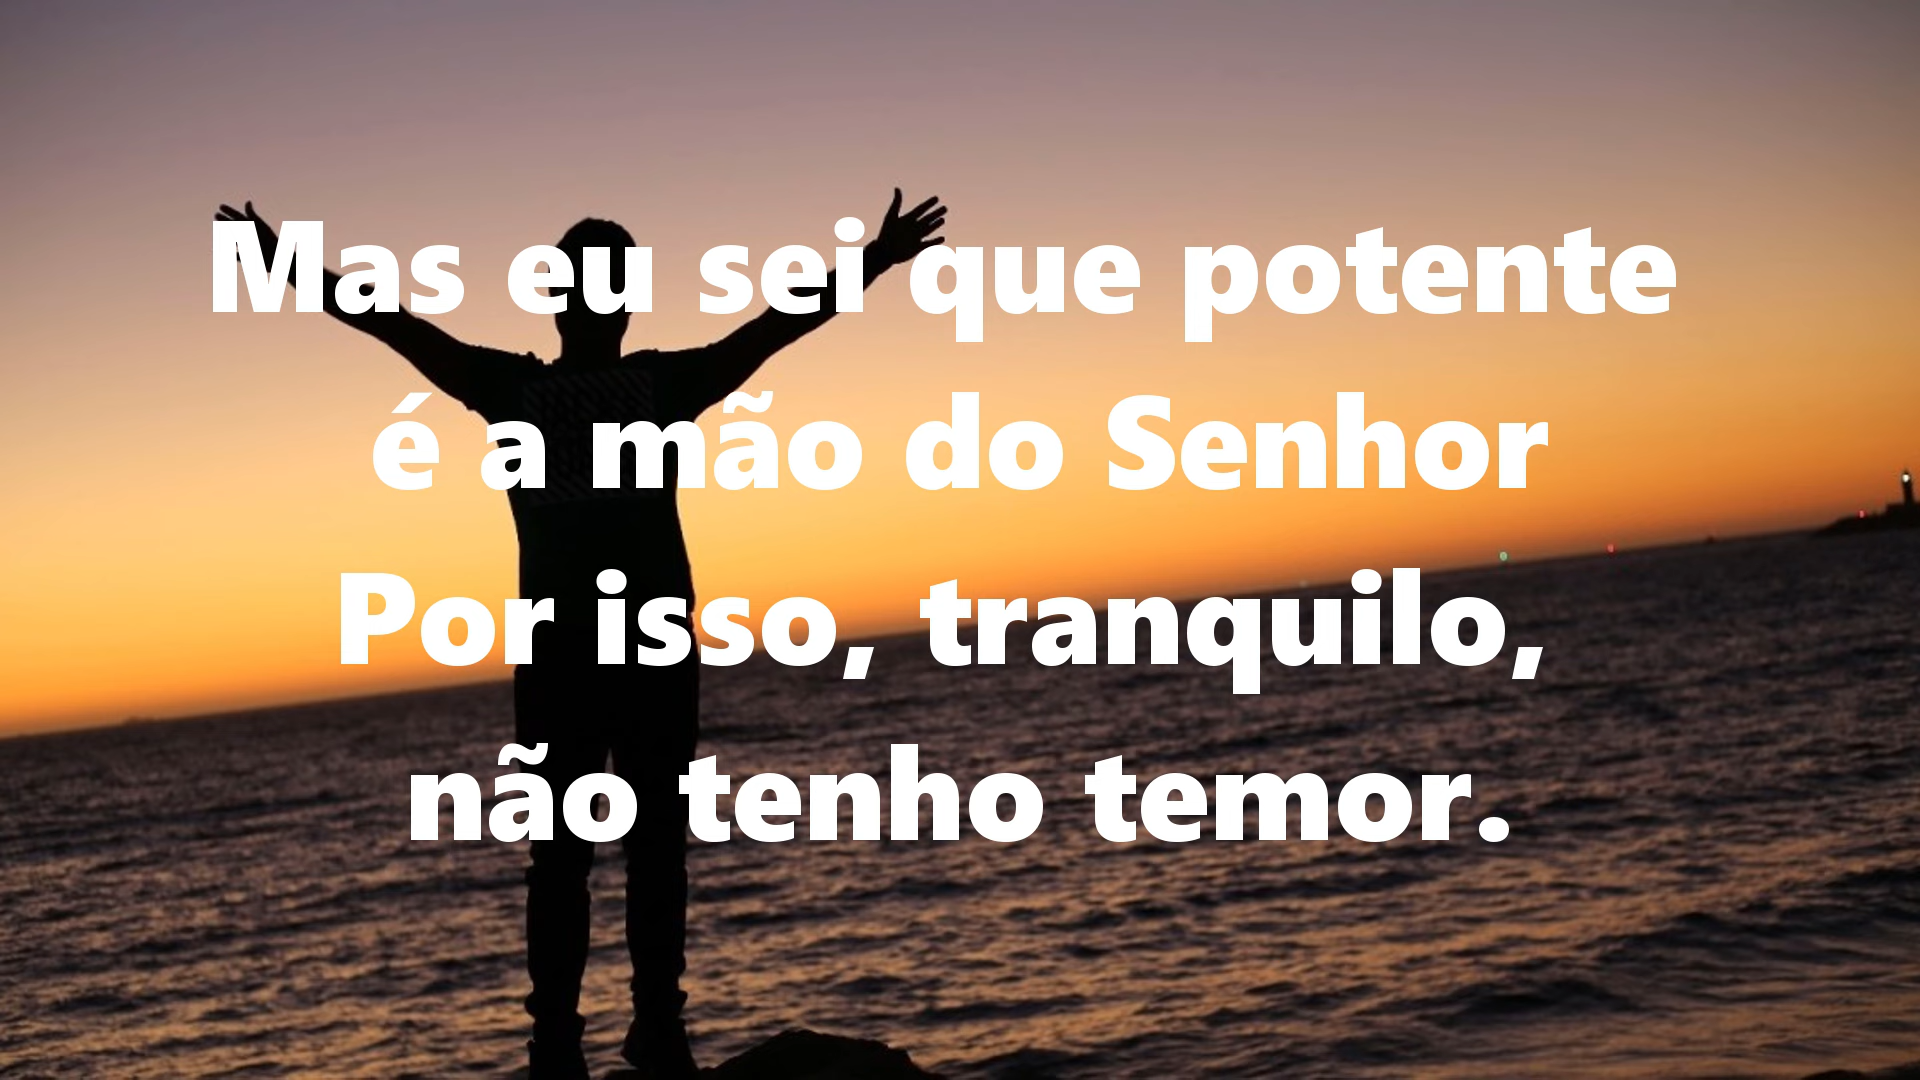 Mas eu sei que potente
é a mão do Senhor
Por isso, tranquilo,
não tenho temor.